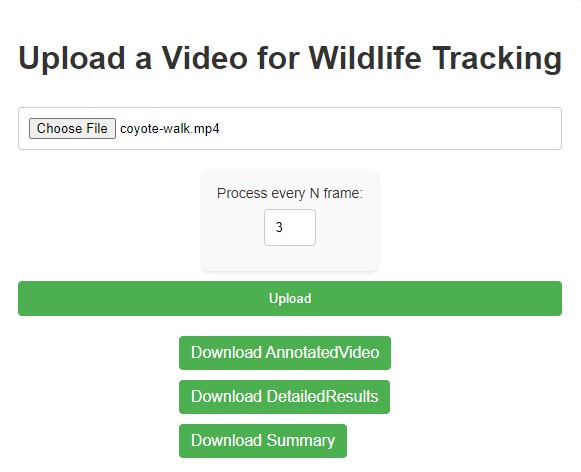 Upload a Video for Wildlife Tracking
Choose File coyote-walk.mp4
Process every N frame:
3
Upload
Download AnnotatedVideo
Download DetailedResults
Download Summary